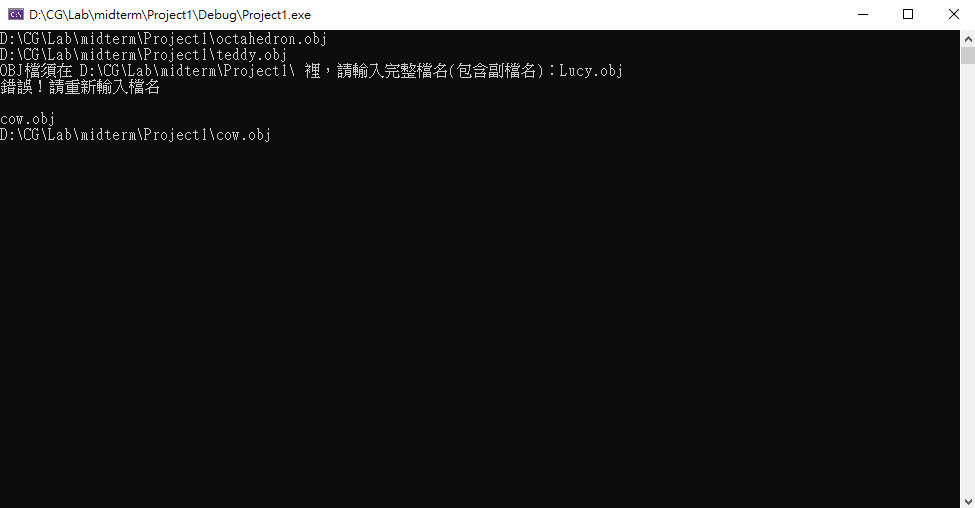 D:\CG\Lab\midterm\Project1\Debug\Project1.exe
D:\CG\Lab\midterm\Project1\octahedron.obj
D:\CG\Lab\midterm\Project1\teddy.obj
OBJ檔須在 D:\CG\Lab\midterm\Project1\ 裡，請輸入完整檔名(包含副檔名)：Lucy.obj
錯誤！請重新輸入檔名
cow.obj
D:\CG\Lab\midterm\Project1\cow.obj